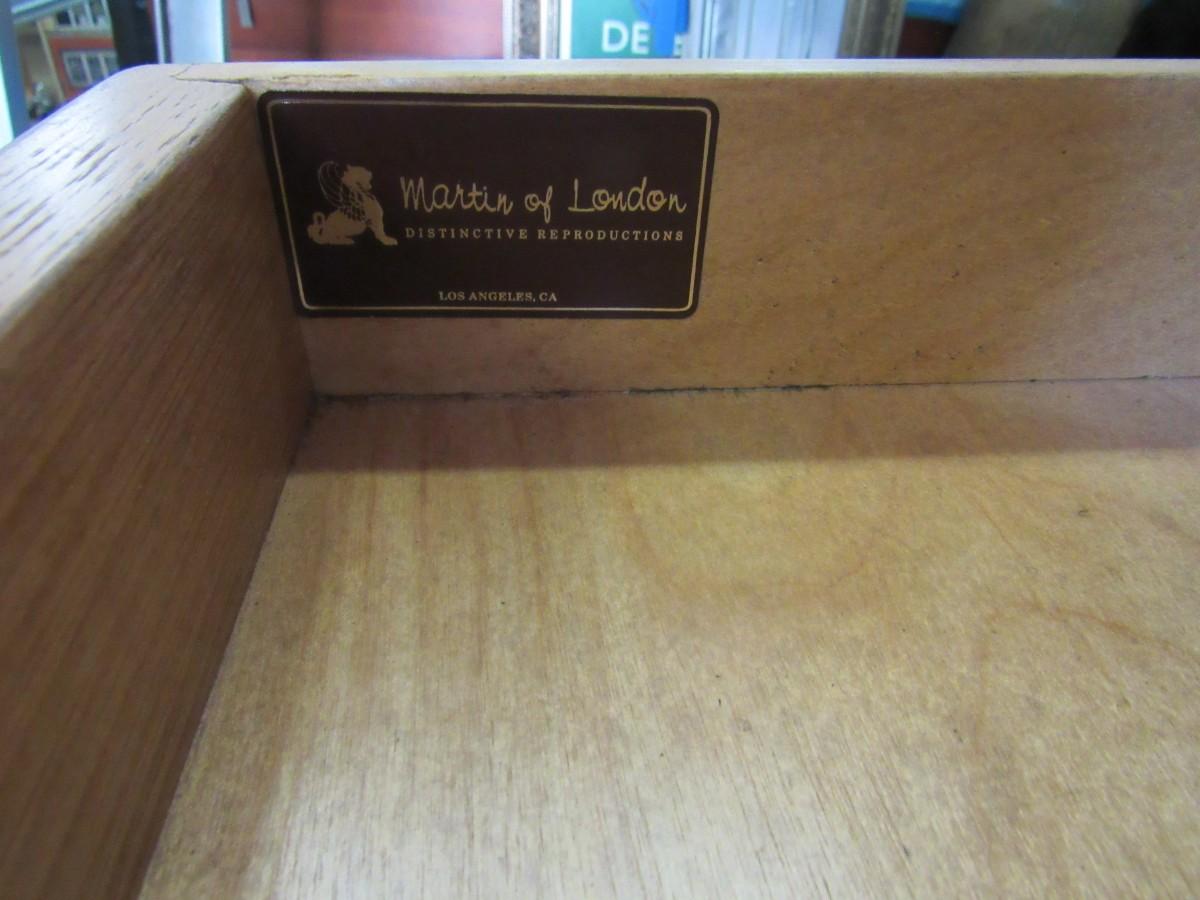 DE
Martin of London
DISTINCTIVE REPRODUCTIONS
LOS ANGELES, CA